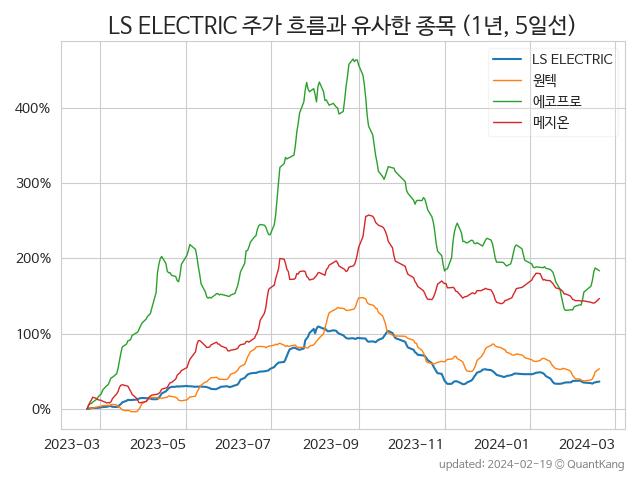 LS ELECTRIC 주가 흐름과 유사한 종목 (1년, 5일선)
LS ELECTRIC
원텍
에코프로
메지온
400%
300%
200%
100%
0%
2023-03 2023-05 2023-07 2023-09 2023-11 2024-01 2024-03
updated: 2024-02-19 © QuantKang